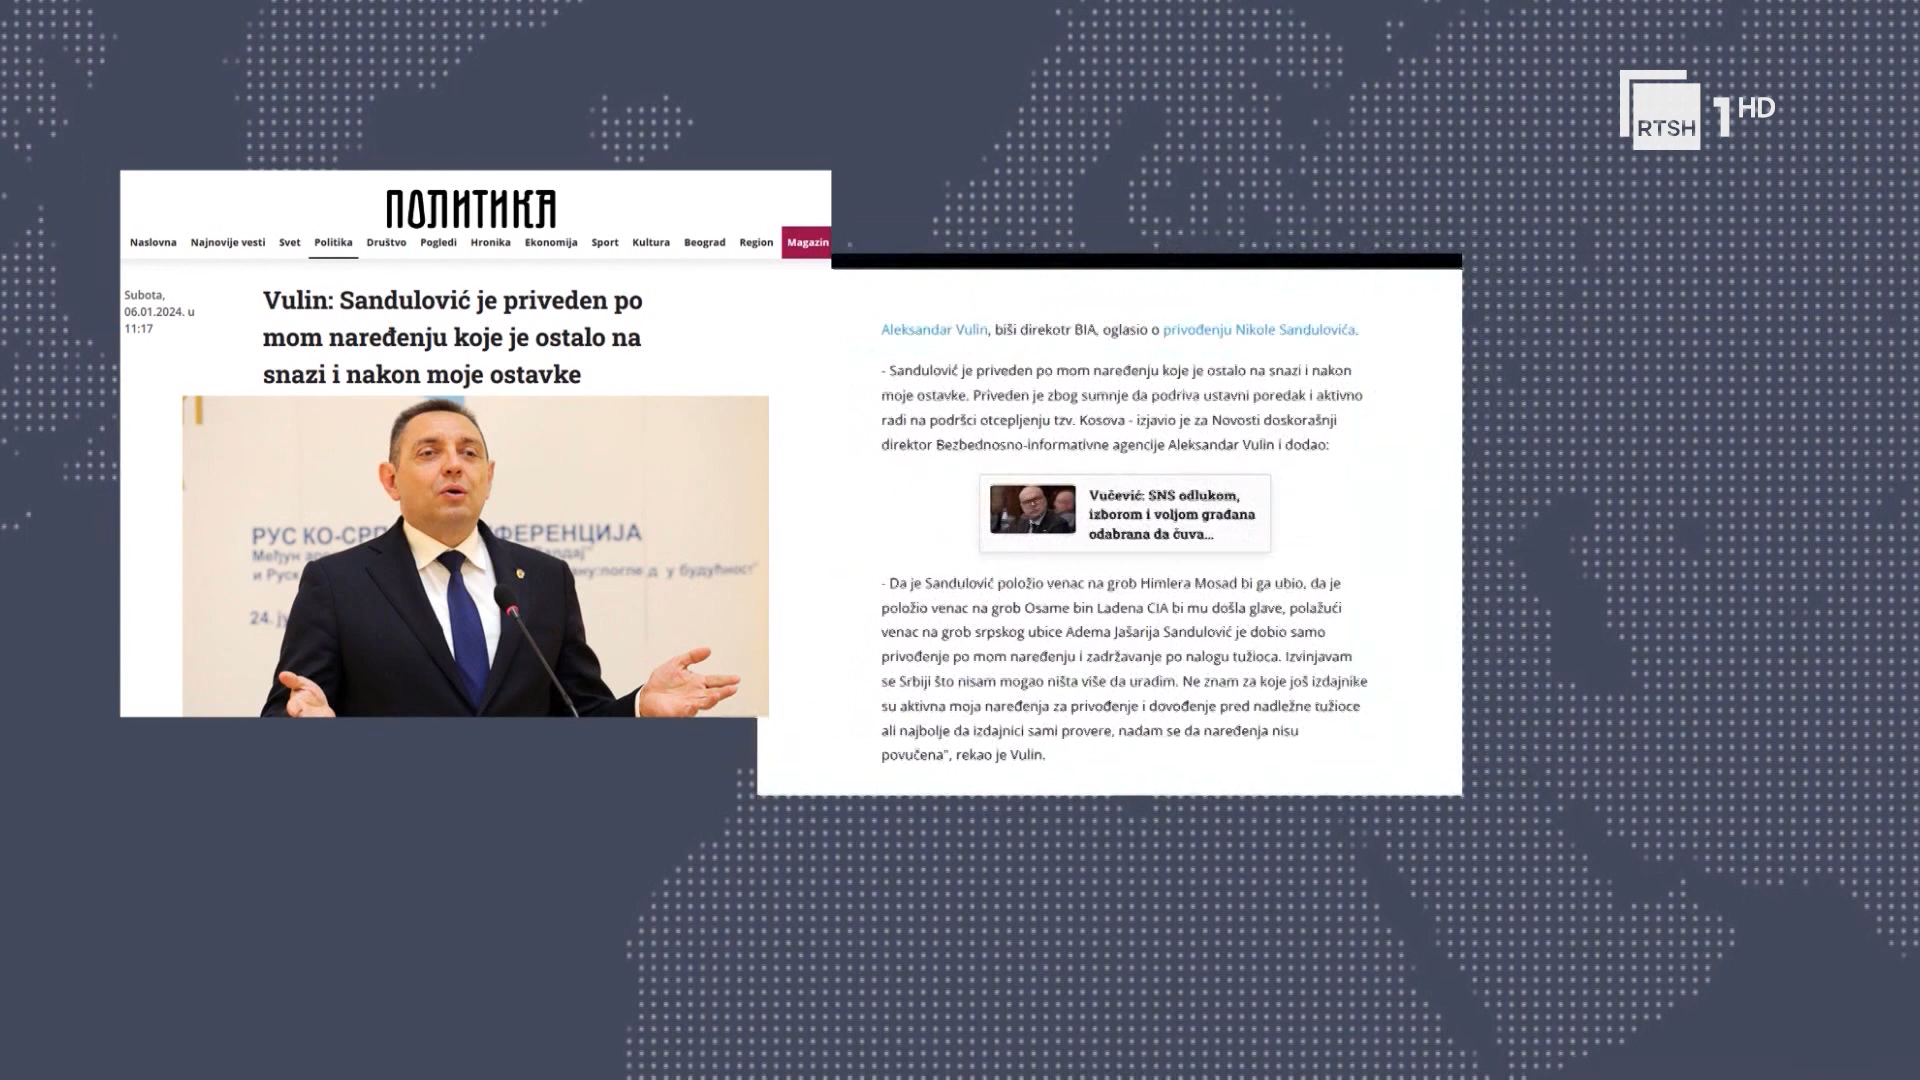 RTSH 1 HD
ПОЛИТИКА
Naslovna Najnovije vesti Svet Politika Društvo Pogledi Hronika Ekonomija Sport Kultura Beograd Region Magazin
Subota,
06.01.2024. u
11:17
Vulin: Sandulović je priveden po
mom naređenju koje je ostalo na
snazi i nakon moje ostavke
РУСКО-СРП ФЕРЕНЦИЈА
Међун
и Руск у будућност"
24.
Aleksandar Vulin, biši direkotr BIA, oglasio o privođenju Nikole Sandulovića.
- Sandulović je priveden po mom naređenju koje je ostalo na snazi i nakon
moje ostavke. Priveden je zbog sumnje da podriva ustavni poredak i aktivno
radi na podršci otcepljenju tzv. Kosova - izjavio je za Novosti doskorašnji
direktor Bezbednosno-informativne agencije Aleksandar Vulin i dodao:
Vučević: SNS odlukom,
izborom i voljom građana
odabrana da čuva...
- Da je Sandulović položio venac na grob Himlera Mosad bi ga ubio, da je
položio venac na grob Osame bin Ladena CIA bi mu došla glave, polažući
venac na grob srpskog ubice Adema Jašarija Sandulović je dobio samo
privođenje po mom naređenju i zadržavanje po nalogu tužioca. Izvinjavam
se Srbiji što nisam mogao ništa više da uradim. Ne znam za koje još izdajnike
su aktivna moja naređenja za privođenje i dovođenje pred nadležne tužioce
ali najbolje da izdajnici sami provere, nadam se da naređenja nisu
povučena", rekao je Vulin.